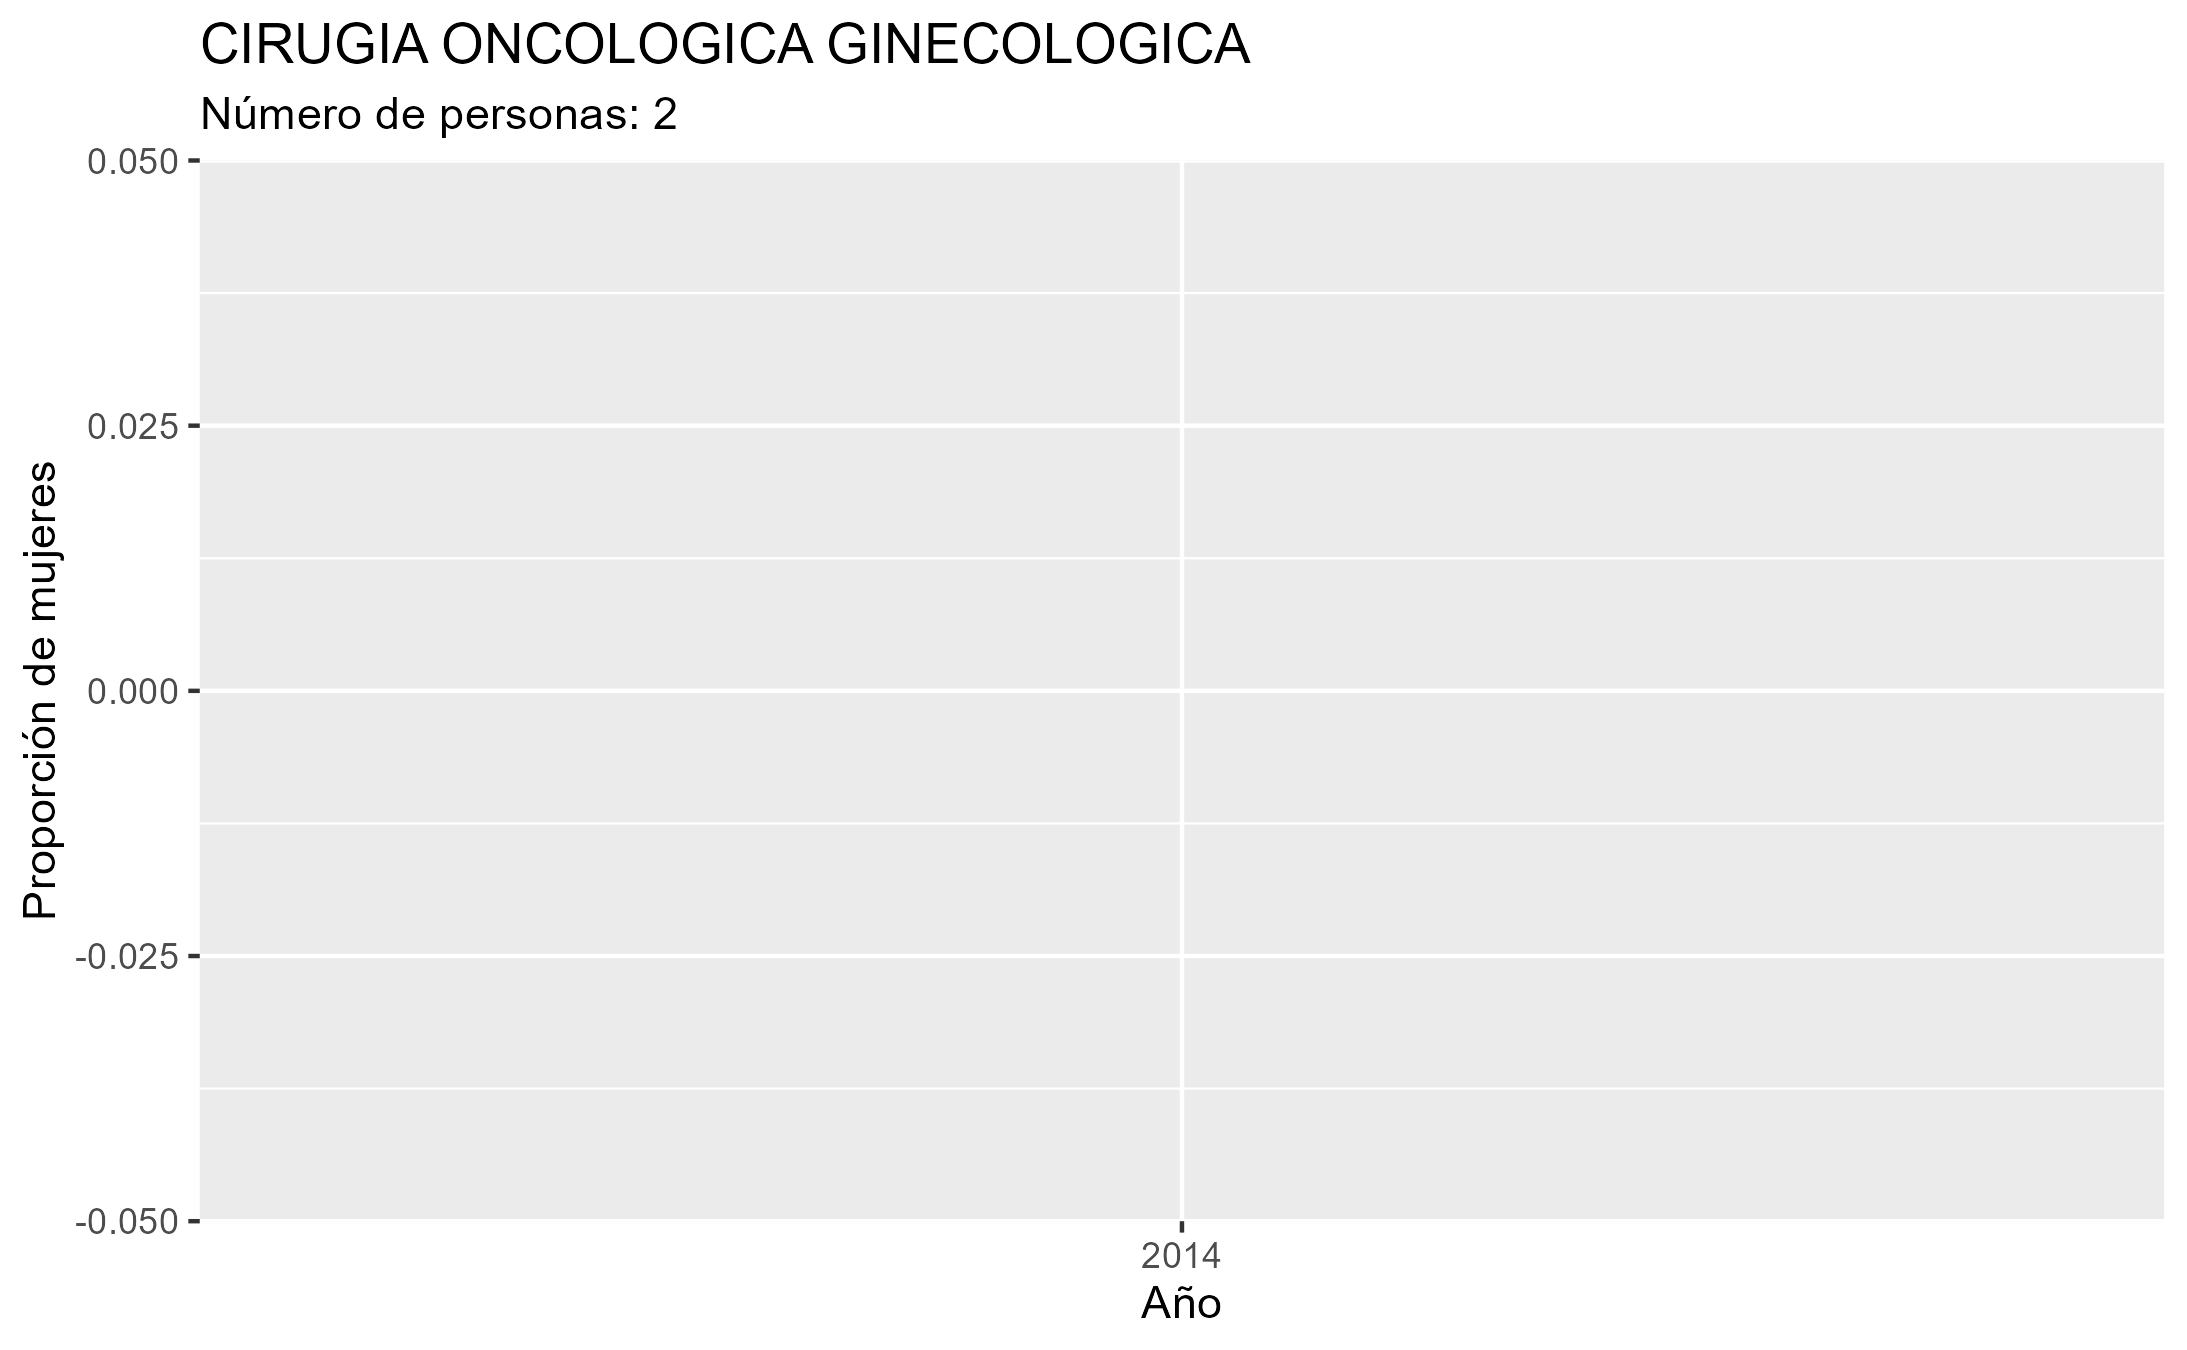 CIRUGIA ONCOLOGICA GINECOLOGICA
Número de personas: 2
0.050
0.025
0.000
-0.025
-0.050
Proporción de mujeres
2014
Año